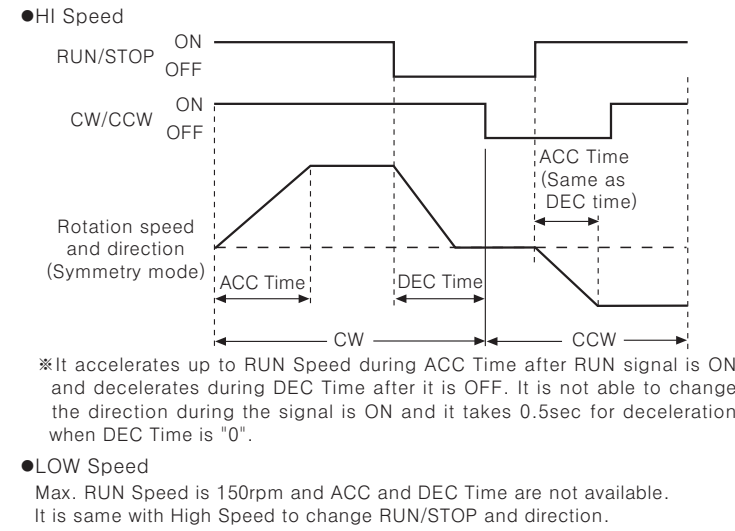 ●HI Speed
RUN/STOP
ON
OFF
CW/CCW
ON
OFF
ACC Time
(Same as
DEC time)
Rotation speed
and direction
(Symmetry mode)
ACC Time
DEC Time
CW
CCW
※It accelerates up to RUN Speed during ACC Time after RUN signal is ON
and decelerates during DEC Time after it is OFF. It is not able to change
the direction during the signal is ON and it takes 0.5sec for deceleration
when DEC Time is "0".
●LOW Speed
Max. RUN Speed is 150rpm and ACC and DEC Time are not available.
It is same with High Speed to change RUN/STOP and direction.